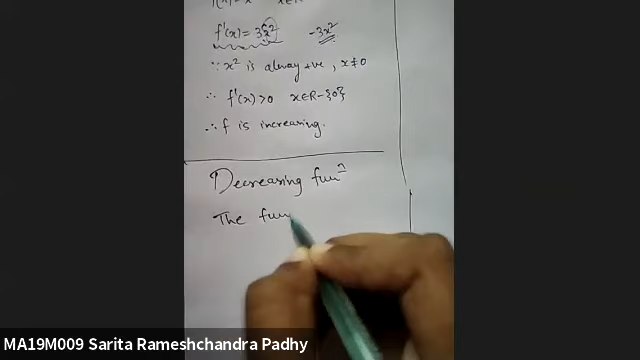 f(x) = x³ x∈R
f'(x) = 3x² -3x²
∵ x² is always +ve, x≠0
∴ f'(x) > 0 x∈R-{0}
∴ f is increasing.
Decreasing funⁿ
The fun
MA19M009 Sarita Rameshchandra Padhy